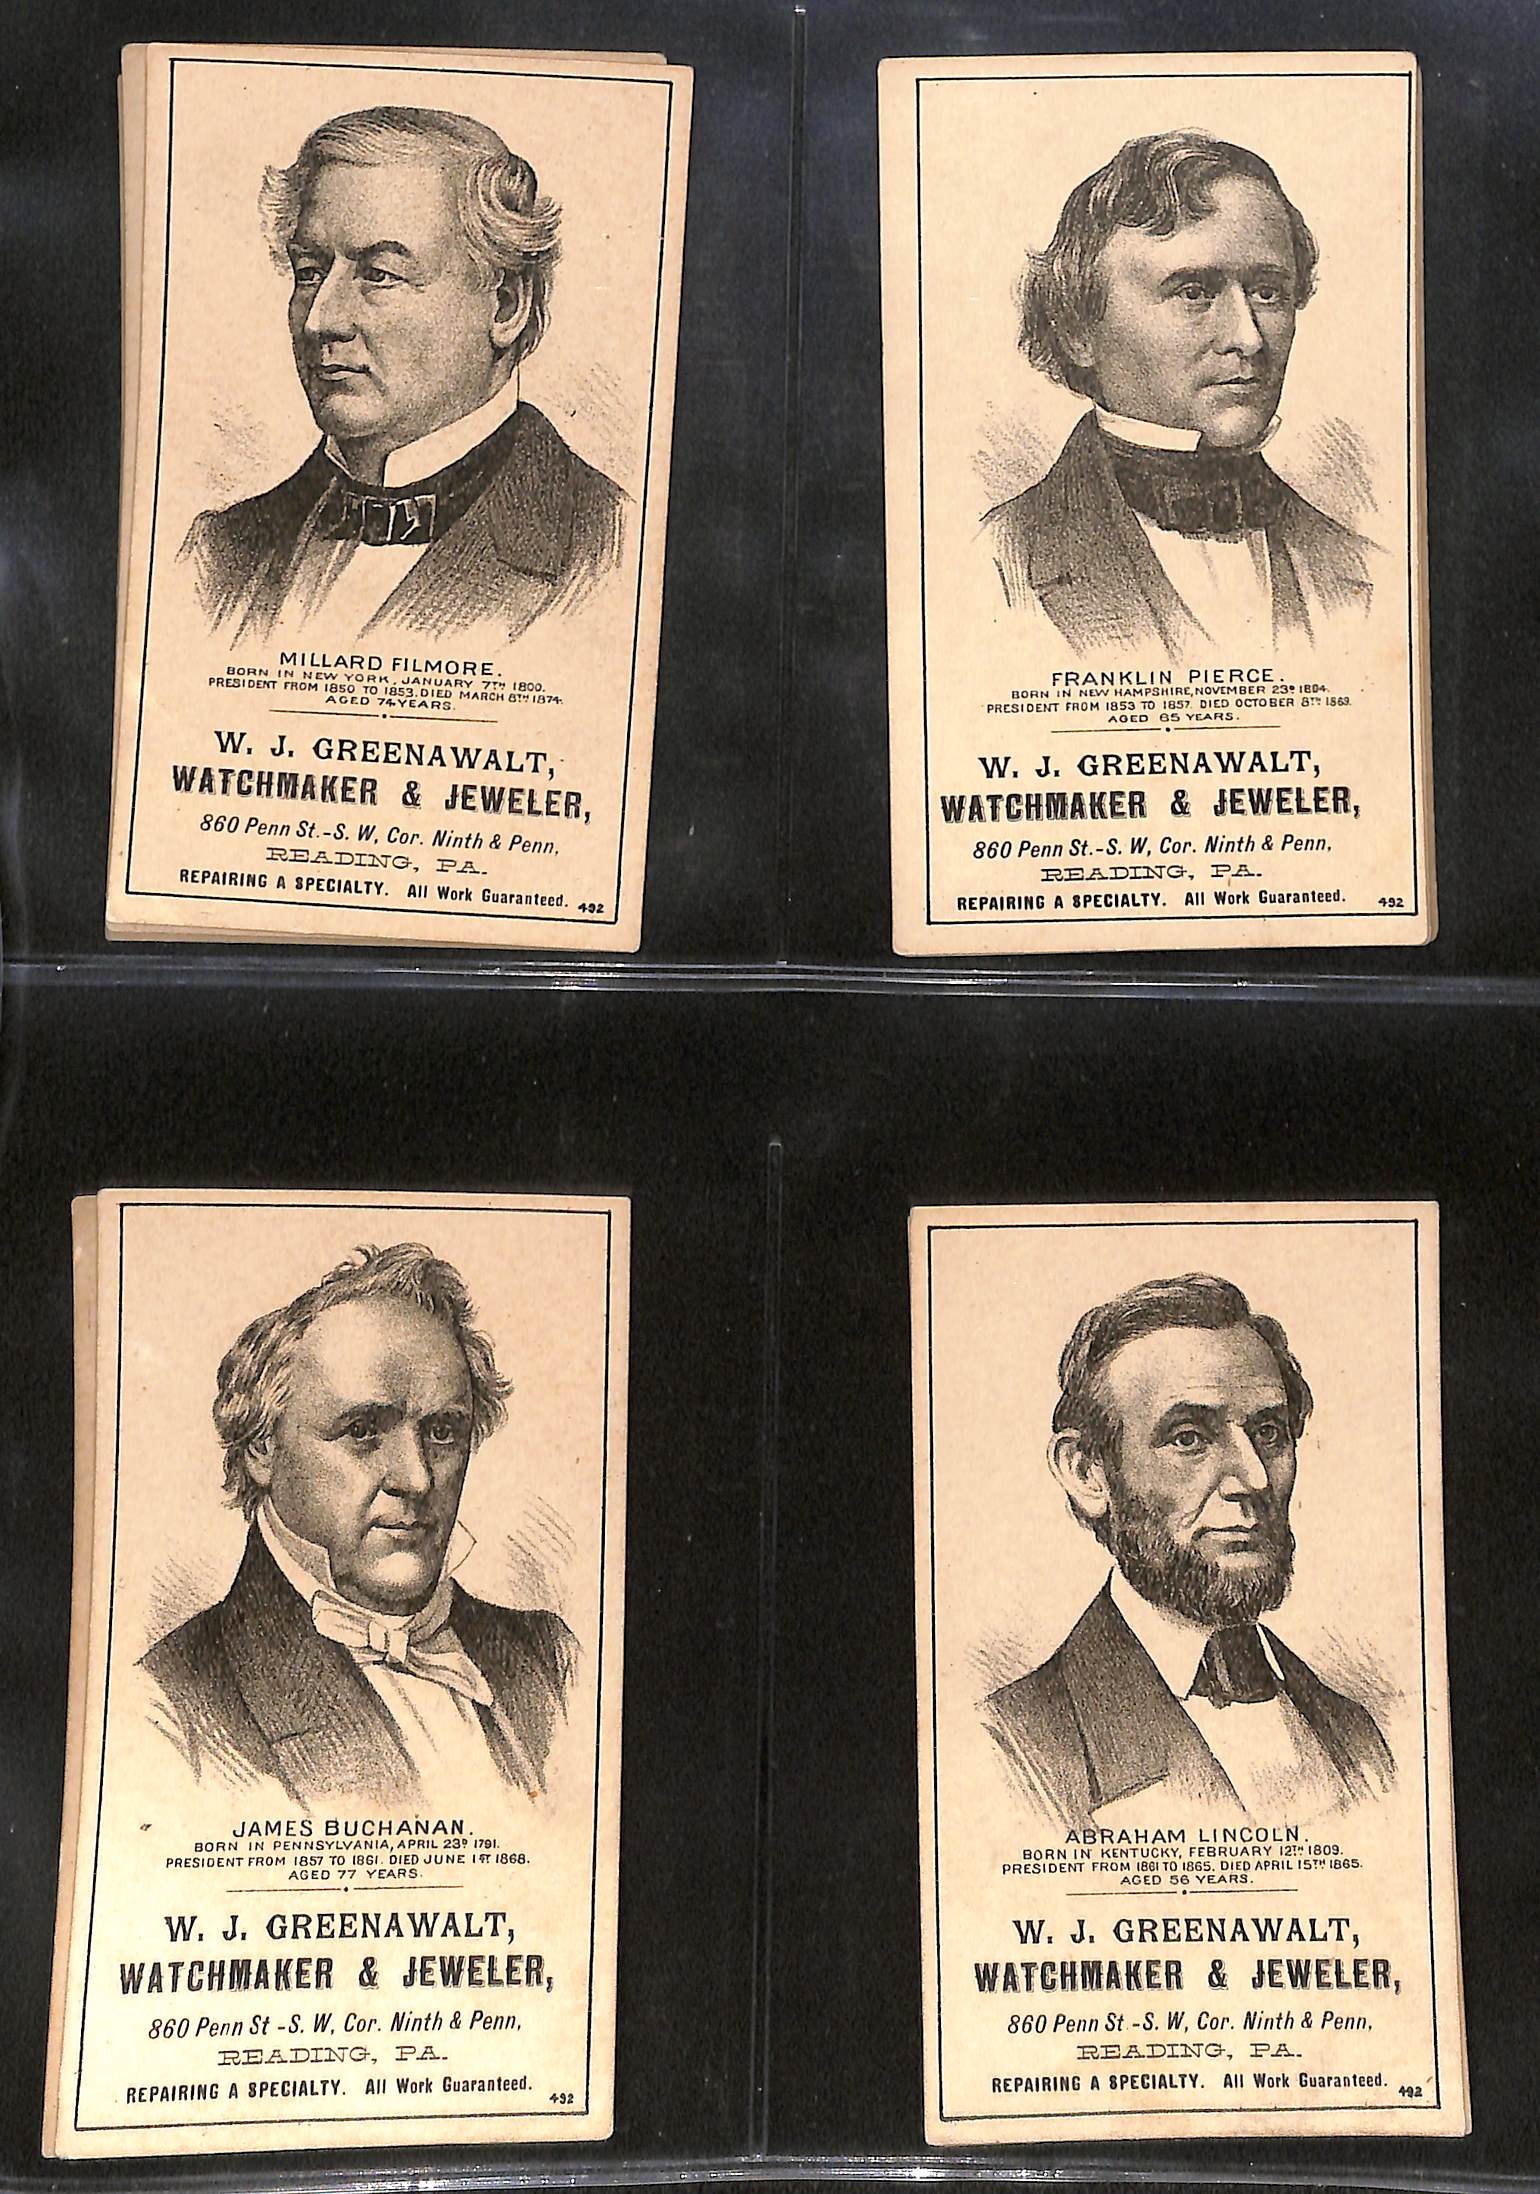 MILLARD FILMORE.
BORN IN NEW YORK, JANUARY 7TH 1800.
PRESIDENT FROM 1850 TO 1853. DIED MARCH 8TH 1874.
AGED 74 YEARS.
W. J. GREENAWALT,
WATCHMAKER & JEWELER,
860 Penn St.-S. W, Cor. Ninth & Penn,
READING, PA.
REPAIRING A SPECIALTY. All Work Guaranteed.
492
FRANKLIN PIERCE.
BORN IN NEW HAMPSHIRE, NOVEMBER 23D 1804.
PRESIDENT FROM 1853 TO 1857. DIED OCTOBER 8TH 1869.
AGED 65 YEARS.
W. J. GREENAWALT,
WATCHMAKER & JEWELER,
860 Penn St.-S. W, Cor. Ninth & Penn,
READING, PA.
REPAIRING A SPECIALTY. All Work Guaranteed.
492
JAMES BUCHANAN.
BORN IN PENNSYLVANIA, APRIL 23D 1791.
PRESIDENT FROM 1857 TO 1861. DIED JUNE 1ST 1868.
AGED 77 YEARS.
W. J. GREENAWALT,
WATCHMAKER & JEWELER,
860 Penn St -S. W, Cor. Ninth & Penn,
READING, PA.
REPAIRING A SPECIALTY. All Work Guaranteed.
492
ABRAHAM LINCOLN.
BORN IN KENTUCKY, FEBRUARY 12TH 1809.
PRESIDENT FROM 1861 TO 1865. DIED APRIL 15TH 1865.
AGED 56 YEARS.
W. J. GREENAWALT,
WATCHMAKER & JEWELER,
860 Penn St.-S. W, Cor. Ninth & Penn,
READING, PA.
REPAIRING A SPECIALTY. All Work Guaranteed.
492